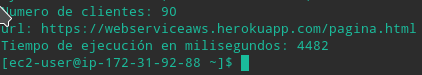 Numero de clientes: 90
url: https://webserviceaws.herokuapp.com/pagina.html
Tiempo de ejecución en milisegundos: 4482
[ec2-user@ip-172-31-92-88 ~]$